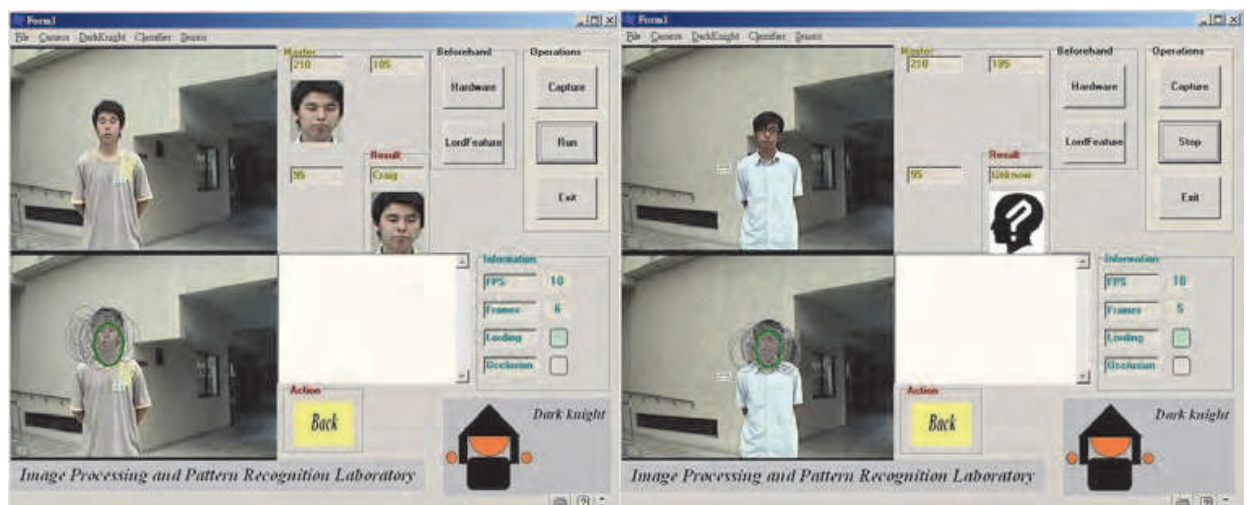 Form1
File Camera DarkKnight Classifier Season
Master
210 105
Beforehand
Hardware
LordFeature
Operations
Capture
Run
Exit
95
Result
Craig
Information
FPS 10
Frames 6
Loading
Occlusion
Action
Back
Dark knight
Image Processing and Pattern Recognition Laboratory
Form1
File Camera DarkKnight Classifier
Master
210 105
Beforehand
Hardware
LordFeature
Operations
Capture
Stop
Exit
95
Result
Unknow
Information
FPS 10
Frames 5
Loading
Occlusion
Action
Back
Dark knight
Image Processing and Pattern Recognition Laboratory